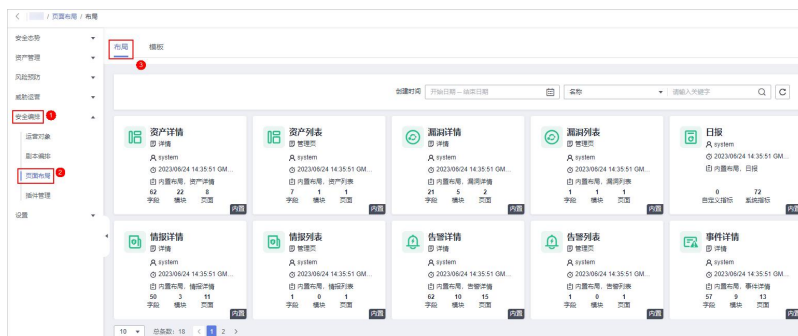 / 页面布局 / 布局
安全态势
资产管理
风险预防
威胁运营
安全编排 1
运营对象
剧本编排
页面布局 2
插件管理
设置
布局 模板
3
创建时间 开始日期 – 结束日期 名称 请输入关键字
资产详情
详情
system
2023/06/24 14:35:51 GM...
内置布局，资产详情
62 22 8
字段 模块 页面
内置
资产列表
管理页
system
2023/06/24 14:35:51 GM...
内置布局，资产列表
7 1 1
字段 模块 页面
内置
漏洞详情
详情
system
2023/06/24 14:35:51 GM...
内置布局，漏洞详情
21 5 2
字段 模块 页面
内置
漏洞列表
管理页
system
2023/06/24 14:35:51 GM...
内置布局，漏洞列表
1 1 1
字段 模块 页面
内置
日报
system
2023/06/24 14:35:51 GM...
内置布局，日报
0 72
自定义指标 系统指标
内置
情报详情
详情
system
2023/06/24 14:35:51 GM...
内置布局，情报详情
50 3 11
字段 模块 页面
内置
情报列表
管理页
system
2023/06/24 14:35:51 GM...
内置布局，情报列表
1 0 1
字段 模块 页面
内置
告警详情
详情
system
2023/06/24 14:35:51 GM...
内置布局，告警详情
62 10 15
字段 模块 页面
内置
告警列表
管理页
system
2023/06/24 14:35:51 GM...
内置布局，告警列表
1 0 1
字段 模块 页面
内置
事件详情
详情
system
2023/06/24 14:35:51 GM...
内置布局，事件详情
57 9 13
字段 模块 页面
内置
10 总条数：18 < 1 2 >